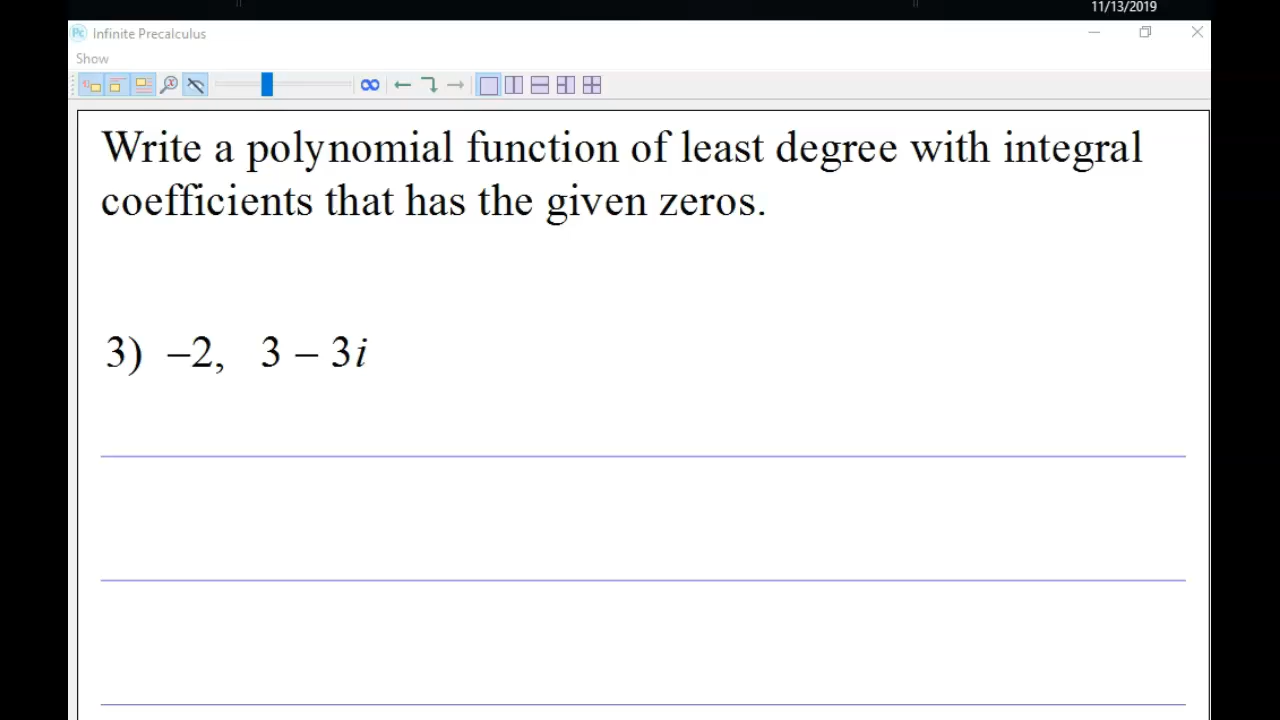 11/13/2019
Pc Infinite Precalculus
Show
Write a polynomial function of least degree with integral
coefficients that has the given zeros.
3) –2, 3 – 3i